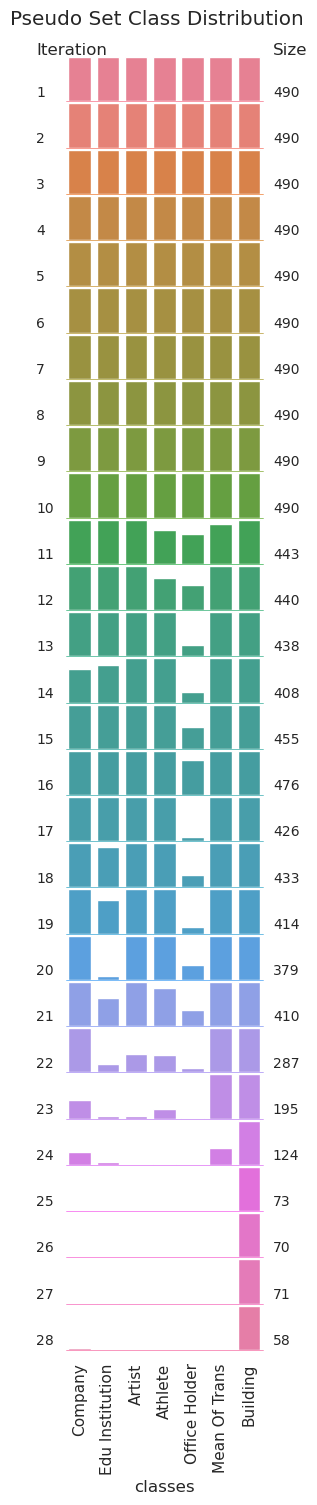 Pseudo Set Class Distribution
Iteration Size
1 490
2 490
3 490
4 490
5 490
6 490
7 490
8 490
9 490
10 490
11 443
12 440
13 438
14 408
15 455
16 476
17 426
18 433
19 414
20 379
21 410
22 287
23 195
24 124
25 73
26 70
27 71
28 58
Company
Edu Institution
Artist
Athlete
Office Holder
Mean Of Trans
Building
classes